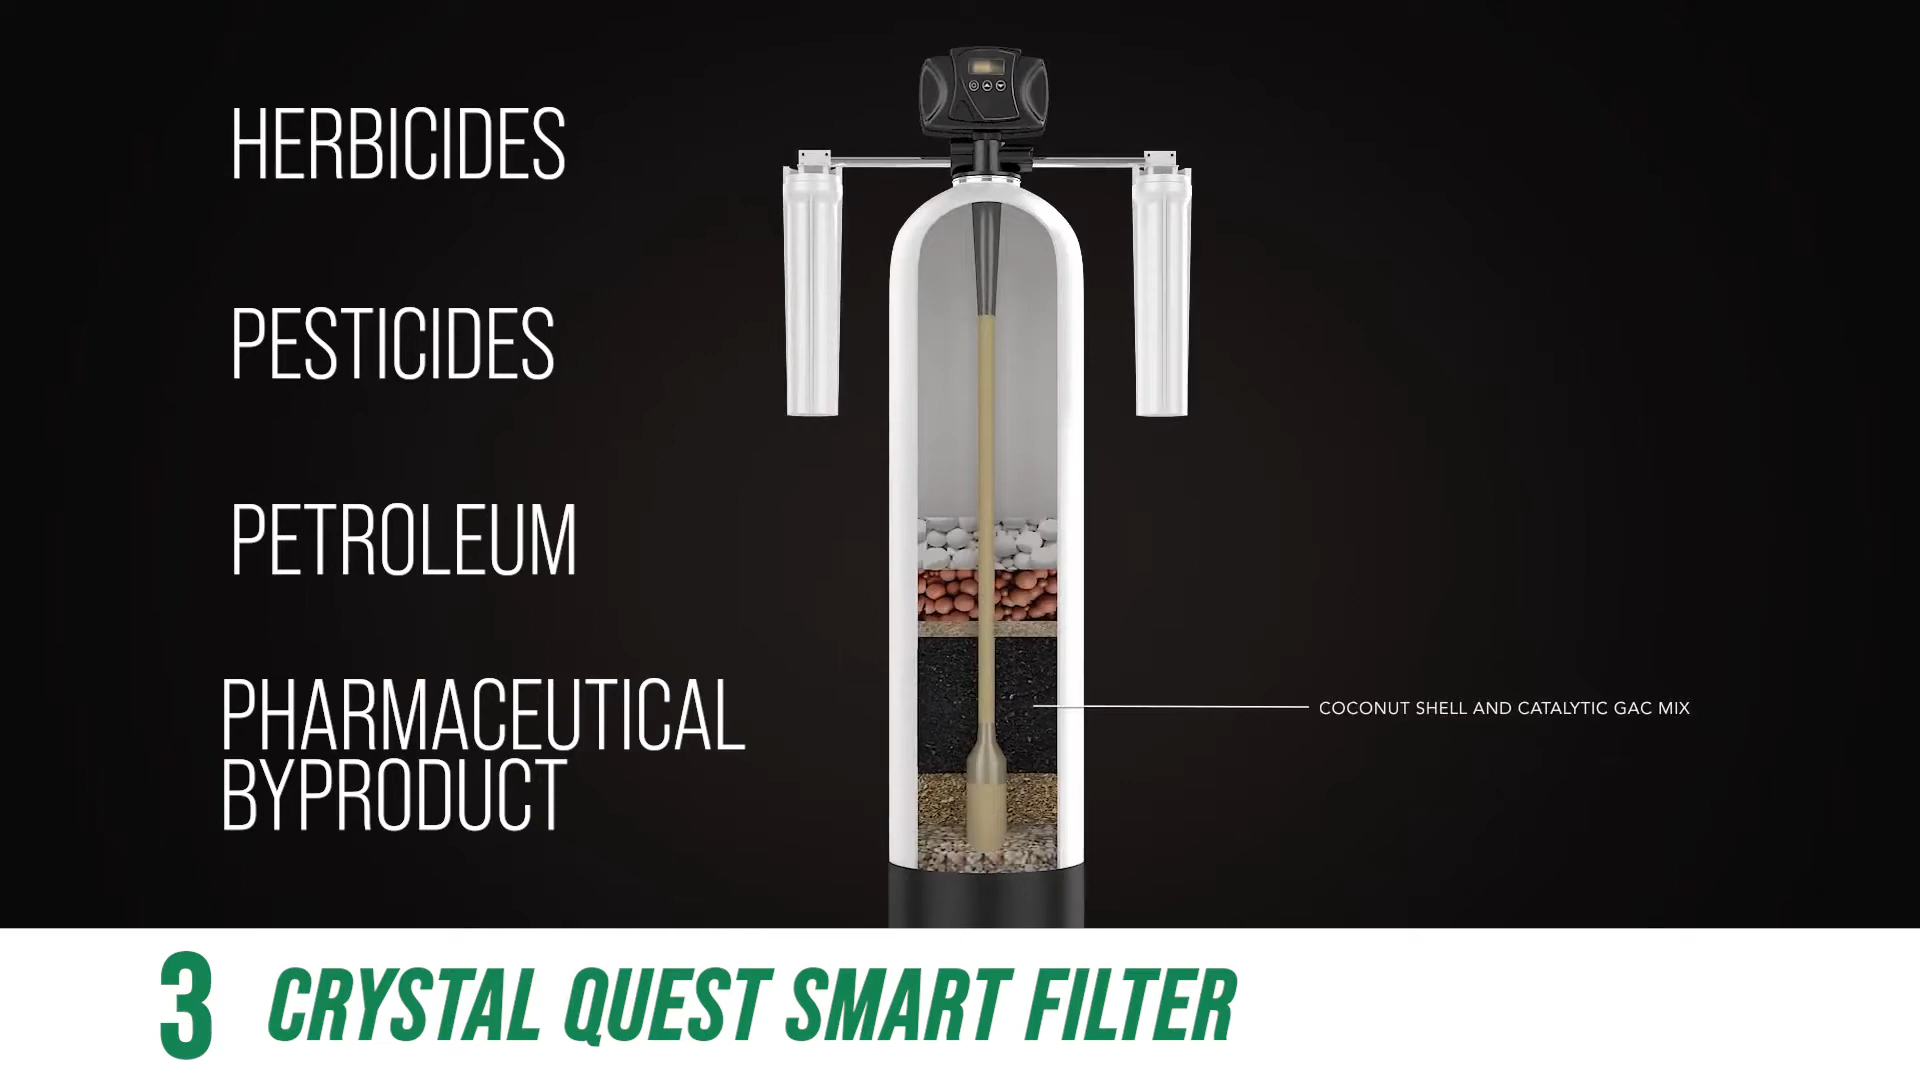 HERBICIDES
PESTICIDES
PETROLEUM
PHARMACEUTICAL
BYPRODUCT
COCONUT SHELL AND CATALYTIC GAC MIX
3 CRYSTAL QUEST SMART FILTER